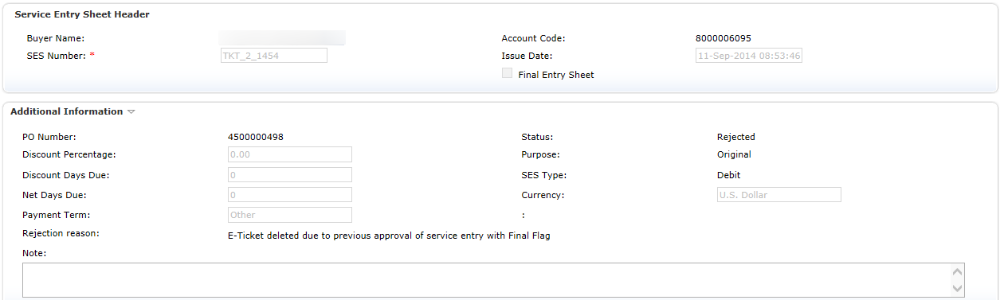 Service Entry Sheet Header
Buyer Name: Account Code: 8000006095
SES Number: * TKT_2_1454 Issue Date: 11-Sep-2014 08:53:46
Final Entry Sheet
Additional Information
PO Number: 4500000498 Status: Rejected
Discount Percentage: 0.00 Purpose: Original
Discount Days Due: 0 SES Type: Debit
Net Days Due: 0 Currency: U.S. Dollar
Payment Term: Other :
Rejection reason: E-Ticket deleted due to previous approval of service entry with Final Flag
Note: